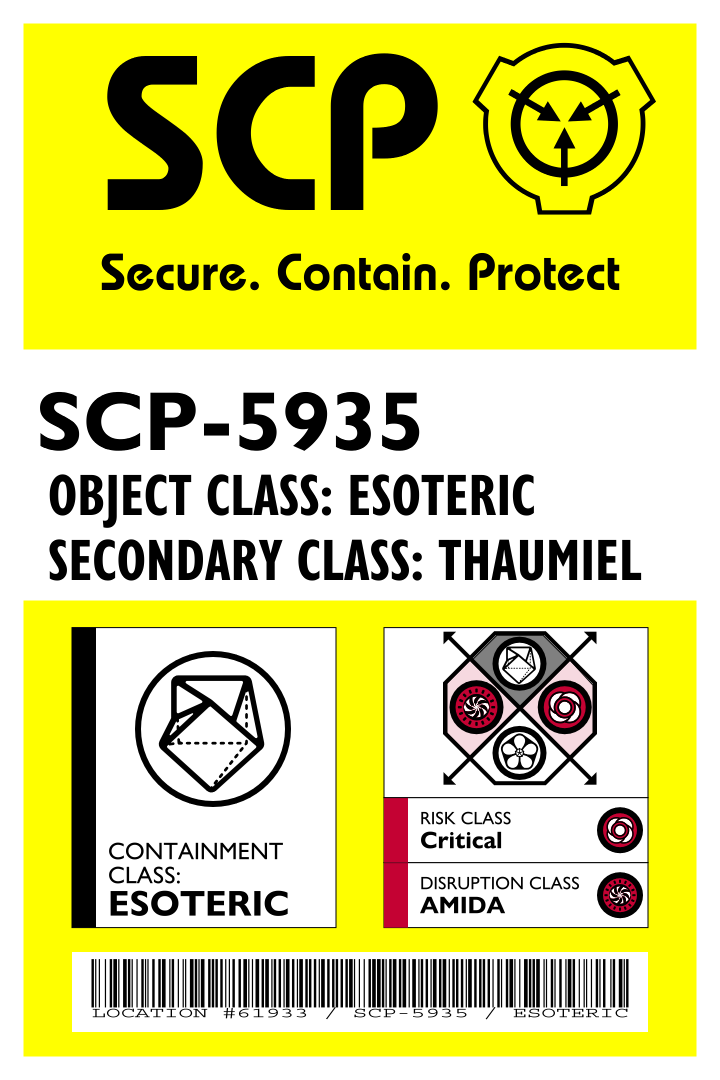 SCP
Secure. Contain. Protect
SCP-5935
OBJECT CLASS: ESOTERIC
SECONDARY CLASS: THAUMIEL
CONTAINMENT
CLASS:
ESOTERIC
RISK CLASS
Critical
DISRUPTION CLASS
AMIDA
LOCATION #61933 / SCP-5935 / ESOTERIC